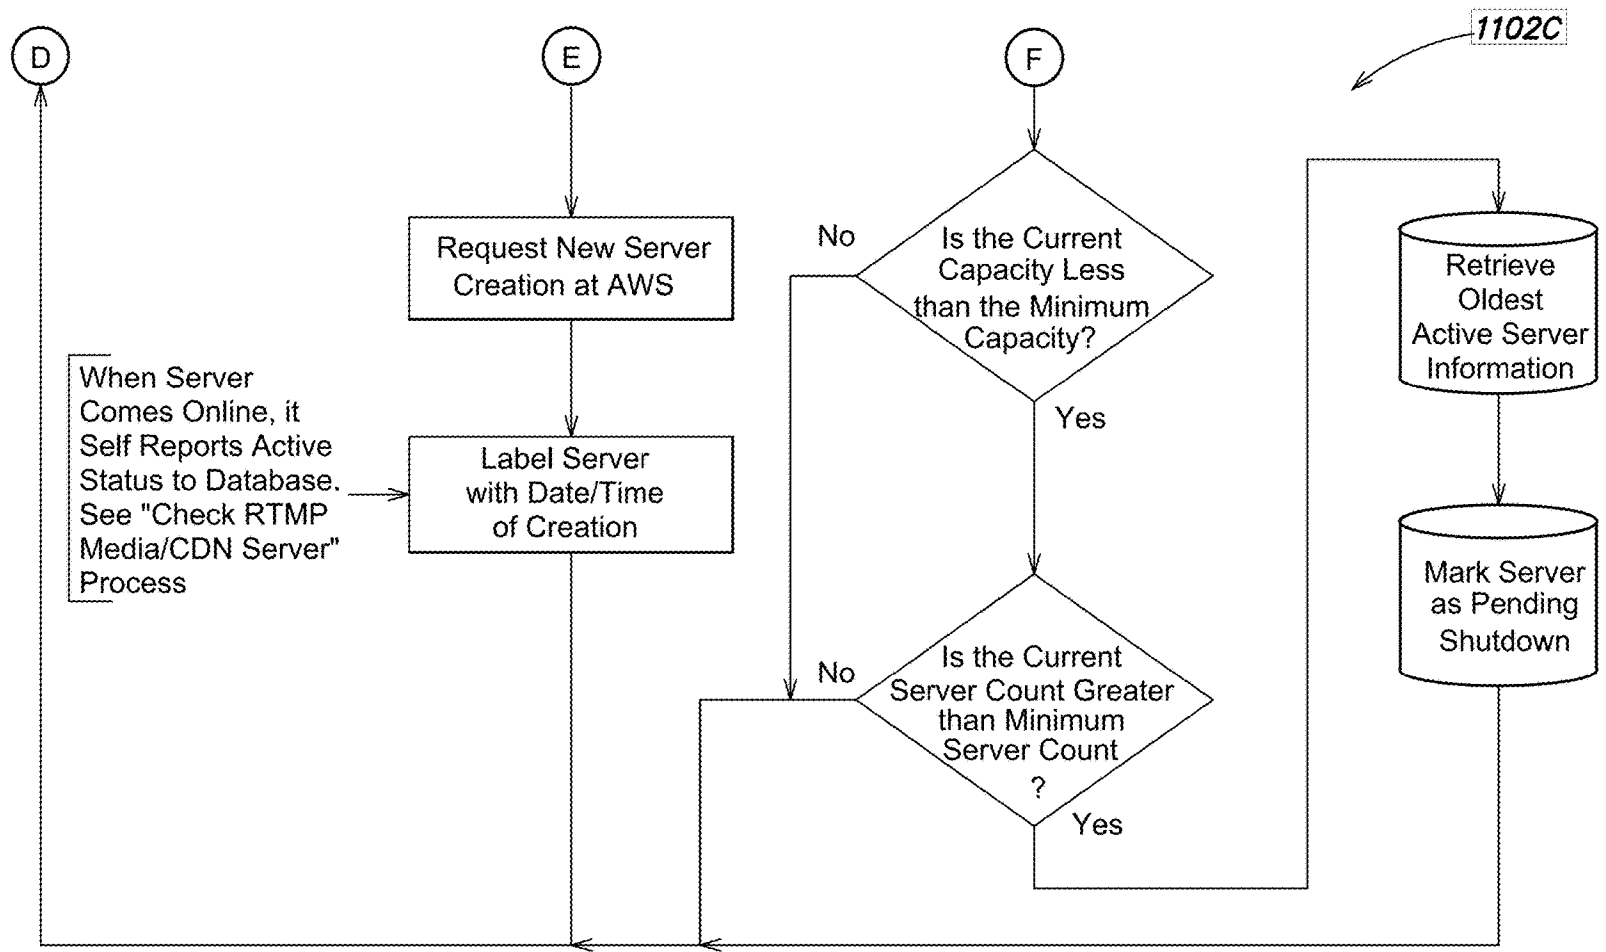 1102C
D
E
F
Request New Server
Creation at AWS
When Server
Comes Online, it
Self Reports Active
Status to Database.
See "Check RTMP
Media/CDN Server"
Process
Label Server
with Date/Time
of Creation
No
Is the Current
Capacity Less
than the Minimum
Capacity?
Yes
No
Is the Current
Server Count Greater
than Minimum
Server Count
?
Yes
Retrieve
Oldest
Active Server
Information
Mark Server
as Pending
Shutdown